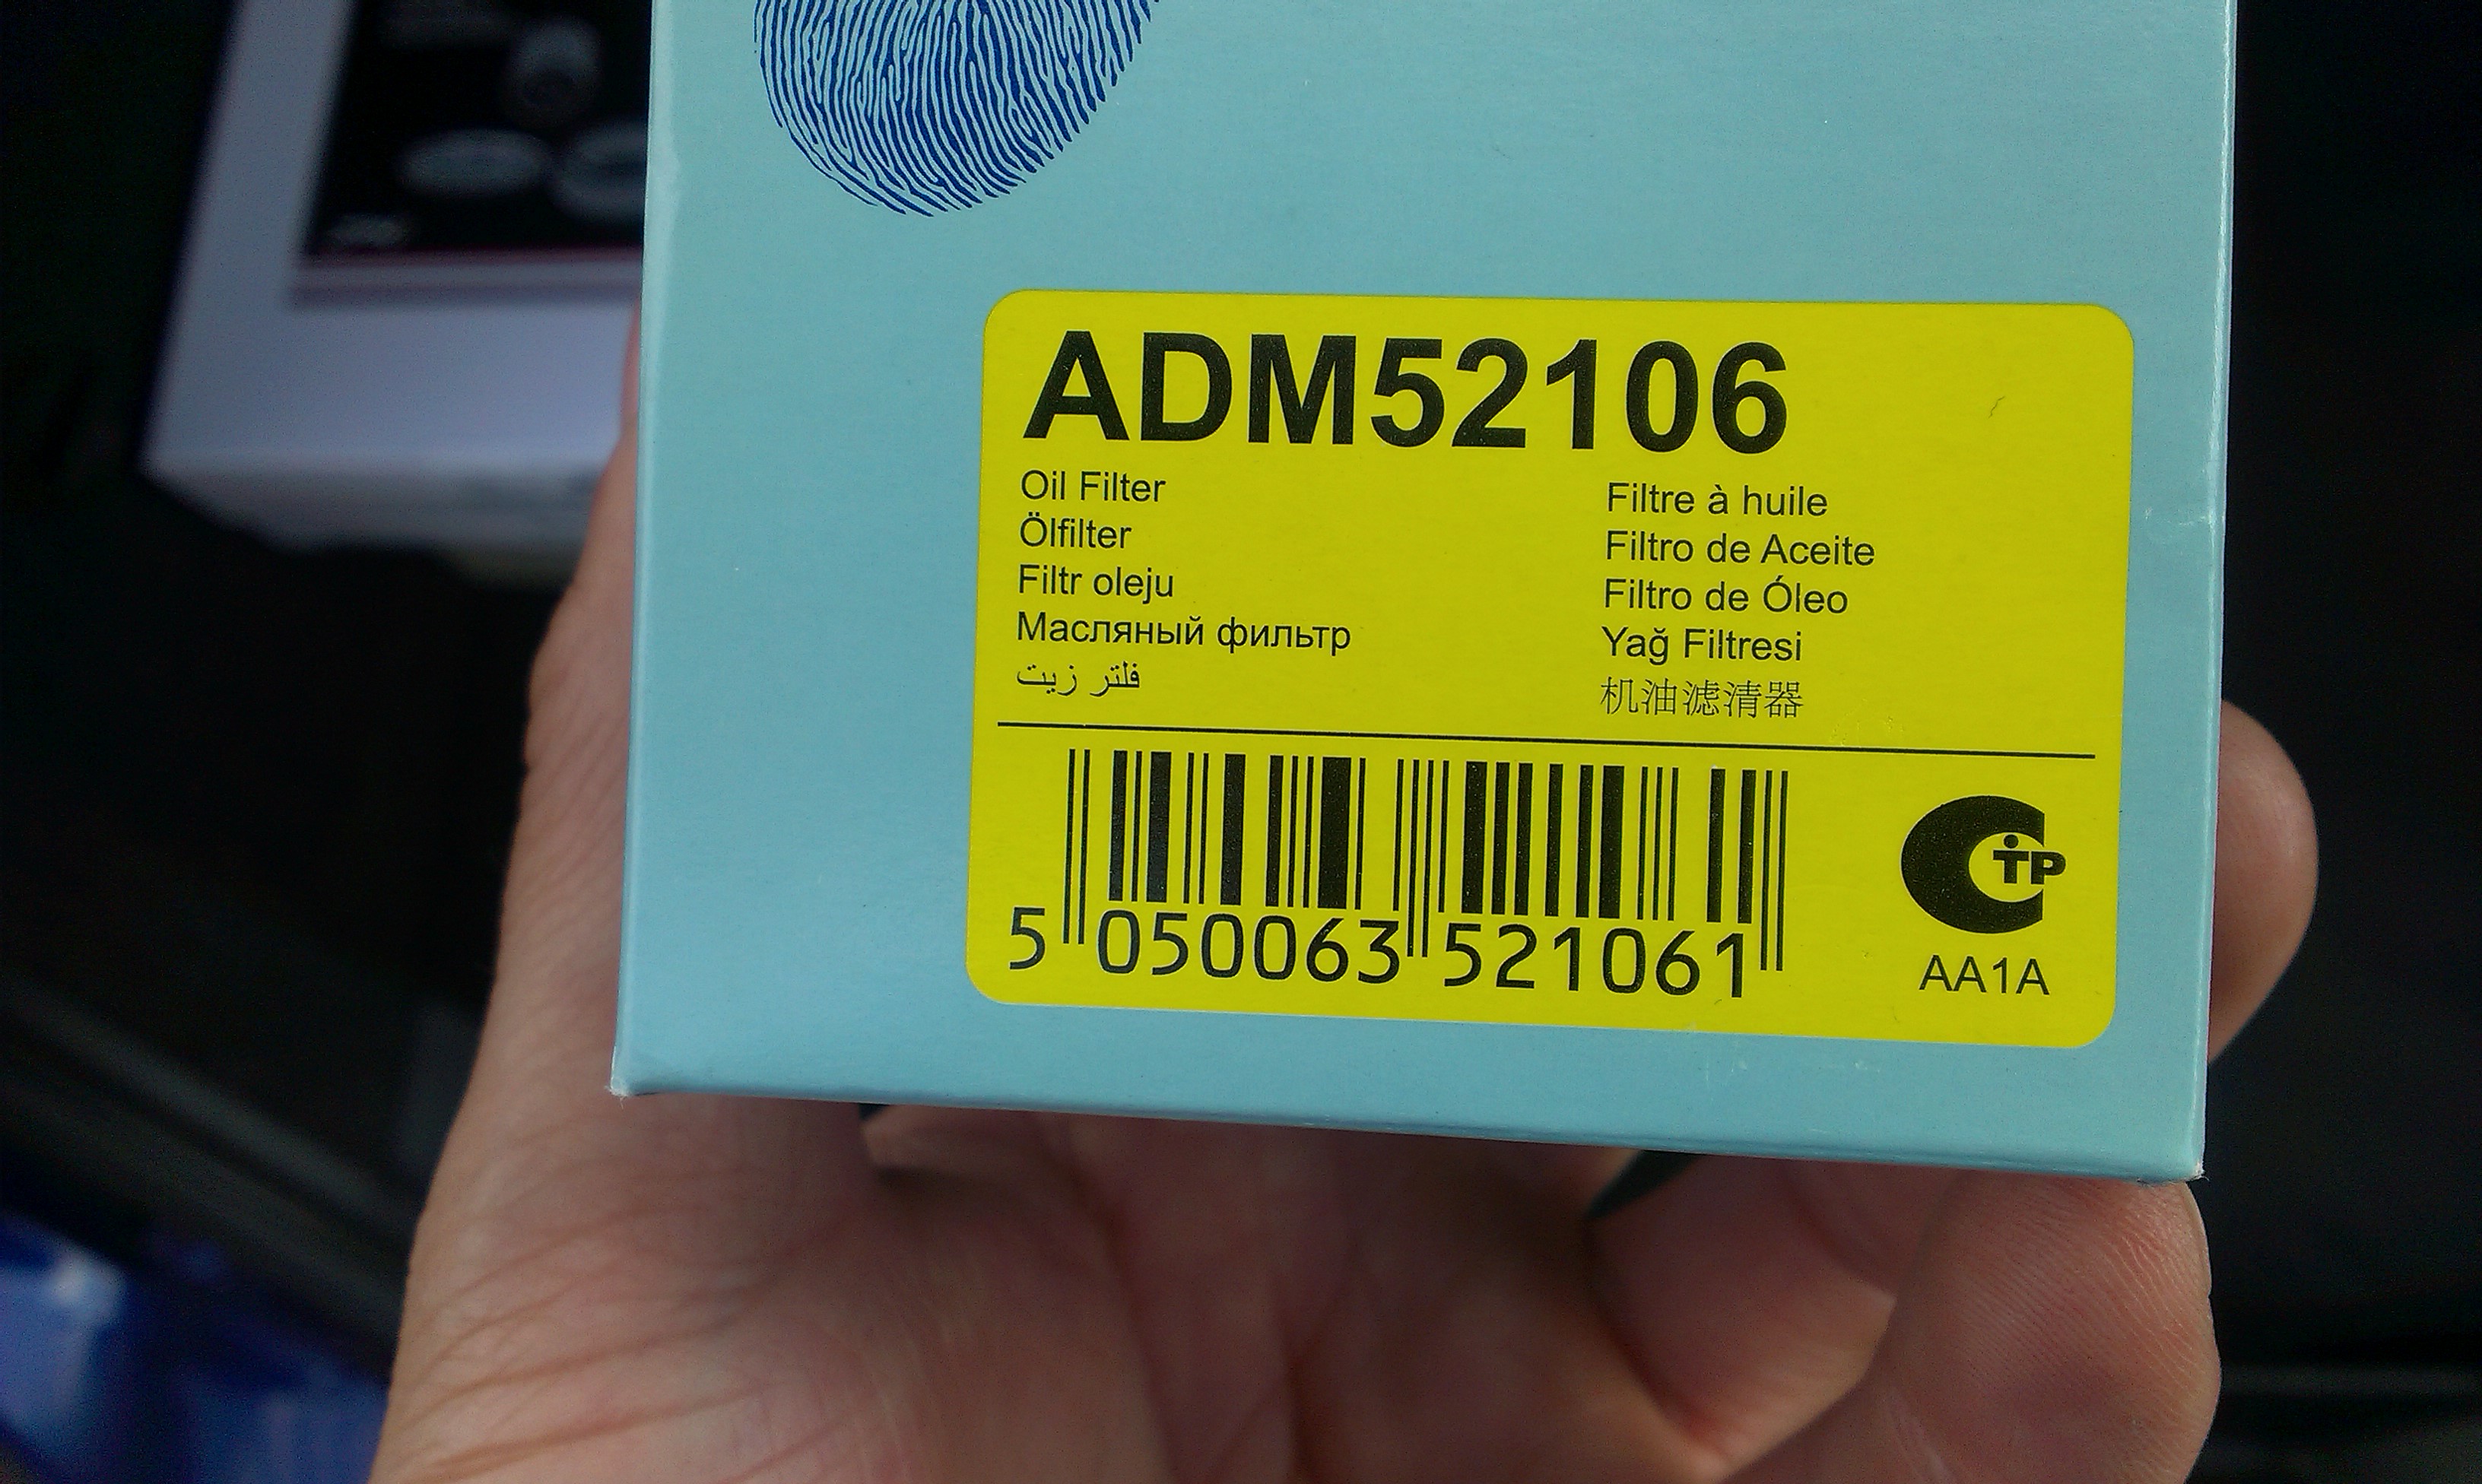 ADM52106
Oil Filter
Ölfilter
Filtr oleju
Масляный фильтр
فلتر زيت
Filtre à huile
Filtro de Aceite
Filtro de Óleo
Yağ Filtresi
机油滤清器
5 050063 521061
СТР
AA1A